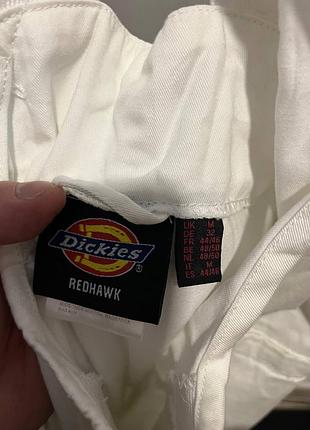 Dickies
®
REDHAWK
UK M
DE 32
FR 44/46
BE 48/50
NL 48/50
IT M
ES 44/46